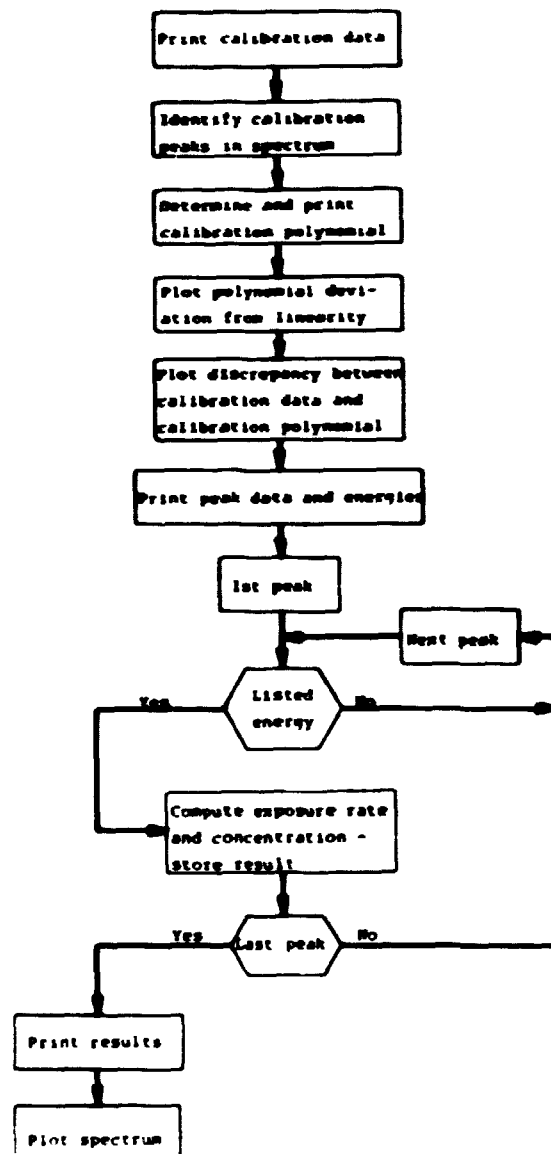 Print calibration data
Identify calibration
peaks in spectrum
Determine and print
calibration polynomial
Plot polynomial devi-
ation from linearity
Plot discrepancy between
calibration data and
calibration polynomial
Print peak data and energies
1st peak
Next peak
Listed
energy
Yes
No
Compute exposure rate
and concentration -
store result
Last peak
Yes
No
Print results
Plot spectrum